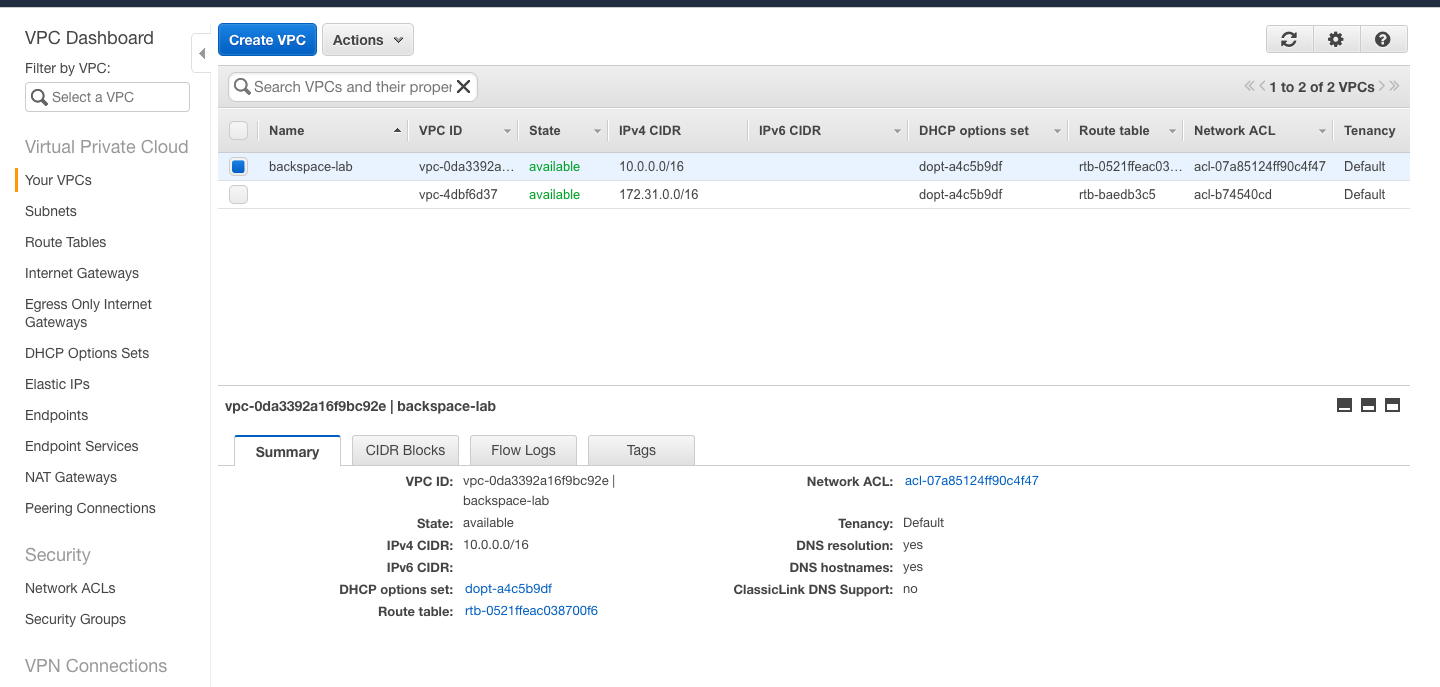 VPC Dashboard
Filter by VPC:
Select a VPC
Virtual Private Cloud
Your VPCs
Subnets
Route Tables
Internet Gateways
Egress Only Internet
Gateways
DHCP Options Sets
Elastic IPs
Endpoints
Endpoint Services
NAT Gateways
Peering Connections
Security
Network ACLs
Security Groups
VPN Connections
Create VPC Actions
Search VPCs and their proper
1 to 2 of 2 VPCs
Name VPC ID State IPv4 CIDR IPv6 CIDR DHCP options set Route table Network ACL Tenancy
backspace-lab vpc-0da3392a… available 10.0.0.0/16 dopt-a4c5b9df rtb-0521ffeac03… acl-07a85124ff90c4f47 Default
vpc-4dbf6d37 available 172.31.0.0/16 dopt-a4c5b9df rtb-baedb3c5 acl-b74540cd Default
vpc-0da3392a16f9bc92e | backspace-lab
Summary CIDR Blocks Flow Logs Tags
VPC ID: vpc-0da3392a16f9bc92e |
backspace-lab
State: available
IPv4 CIDR: 10.0.0.0/16
IPv6 CIDR:
DHCP options set: dopt-a4c5b9df
Route table: rtb-0521ffeac038700f6
Network ACL: acl-07a85124ff90c4f47
Tenancy: Default
DNS resolution: yes
DNS hostnames: yes
ClassicLink DNS Support: no